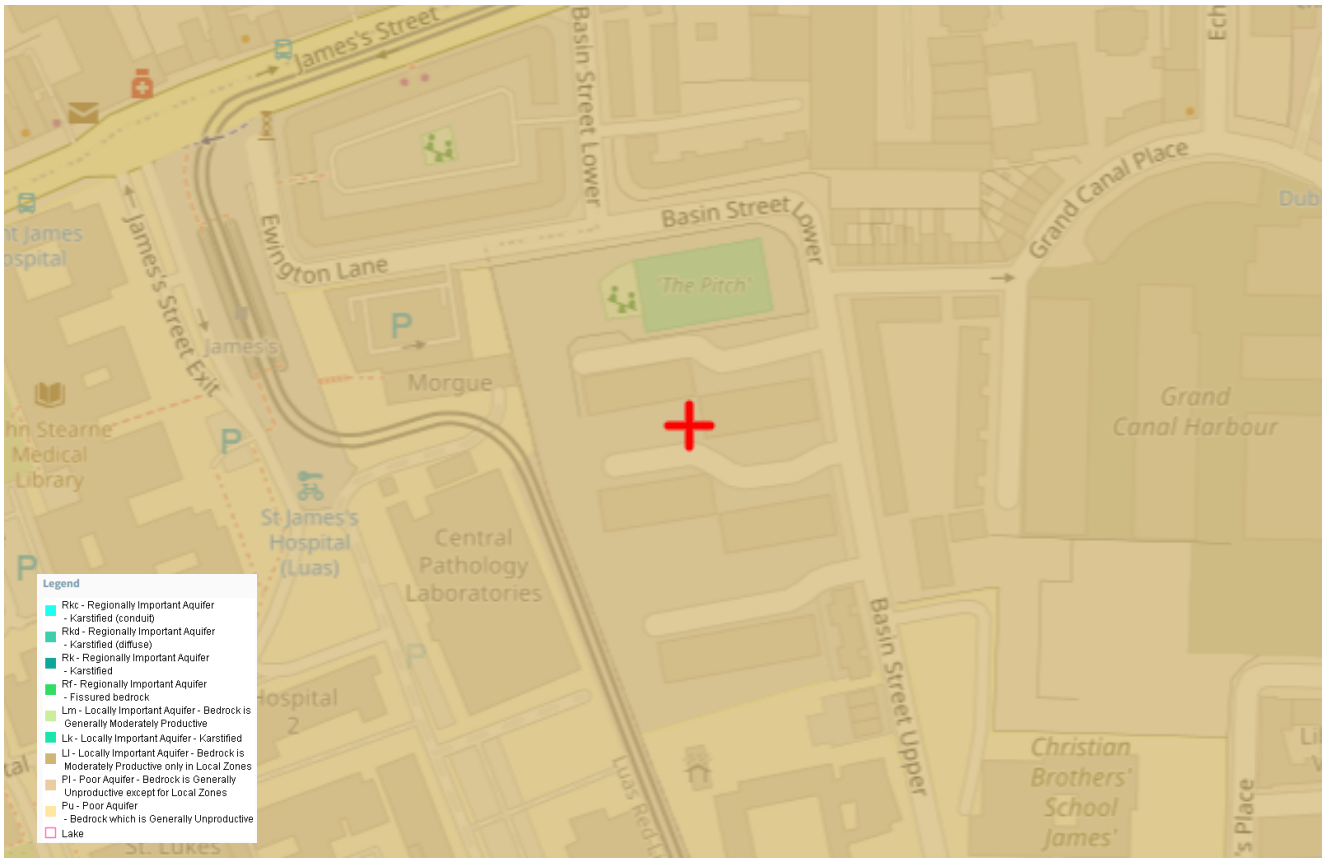 James's Street
Basin Street Lower
Grand Canal Place
Basin Street Lower
Ewington Lane
James's Street Exit
James's
'The Pitch'
P
Morgue
P
St James's
Hospital
(Luas)
Medical
Library
Central
Pathology
Laboratories
Grand
Canal Harbour
P
P
Hospital
2
Basin Street Upper
Christian
Brothers'
School
James'
St. Lukes
Legend
Rkc - Regionally Important Aquifer
- Karstified (conduit)
Rkd - Regionally Important Aquifer
- Karstified (diffuse)
Rk - Regionally Important Aquifer
- Karstified
Rf - Regionally Important Aquifer
- Fissured bedrock
Lm - Locally Important Aquifer - Bedrock is
Generally Moderately Productive
Lk - Locally Important Aquifer - Karstified
Ll - Locally Important Aquifer - Bedrock is
Moderately Productive only in Local Zones
Pl - Poor Aquifer - Bedrock is Generally
Unproductive except for Local Zones
Pu - Poor Aquifer
- Bedrock which is Generally Unproductive
Lake